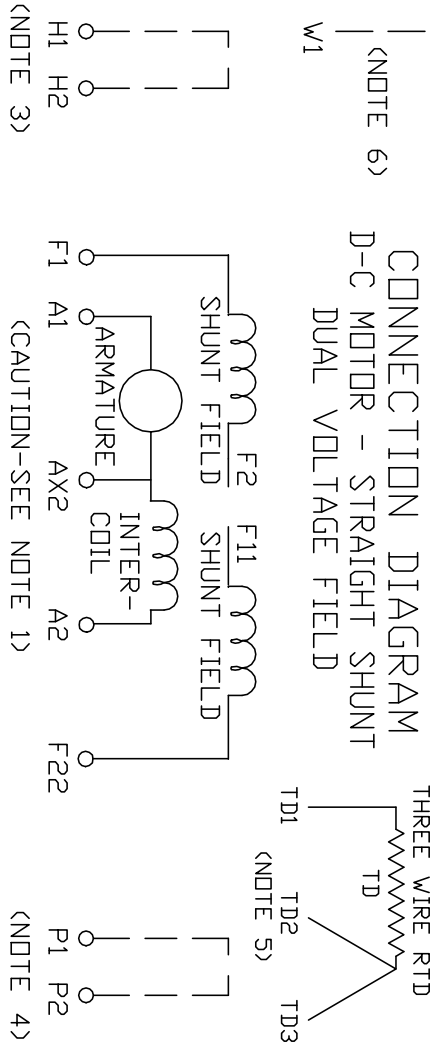 CONNECTION DIAGRAM
D-C MOTOR - STRAIGHT SHUNT
DUAL VOLTAGE FIELD
W1
(NOTE 6)
THREE WIRE RTD
TD
TD1
TD2
TD3
(NOTE 5)
SHUNT FIELD
F2
F11
SHUNT FIELD
ARMATURE
INTER-
COIL
H1
H2
F1
A1
AX2
A2
F22
P1
P2
(NOTE 3)
(CAUTION-SEE NOTE 1)
(NOTE 4)